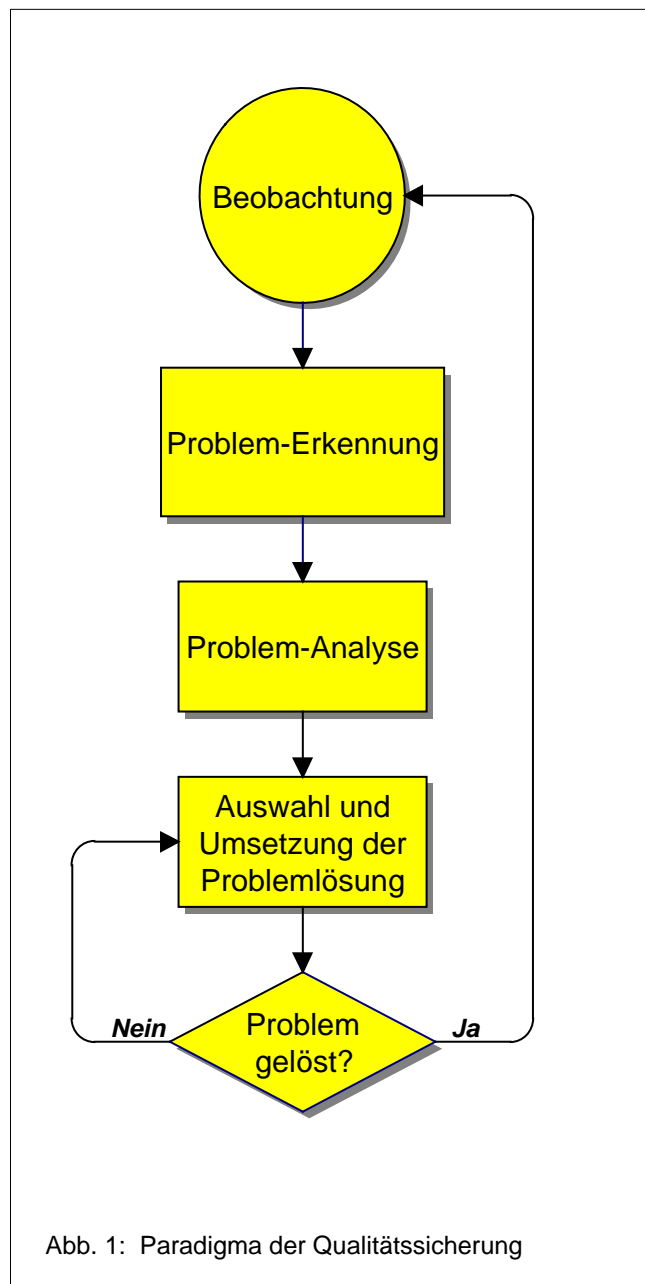 Beobachtung
Problem-Erkennung
Problem-Analyse
Auswahl und
Umsetzung der
Problemlösung
Nein
Problem
gelöst?
Ja
Abb. 1:  Paradigma der Qualitätssicherung